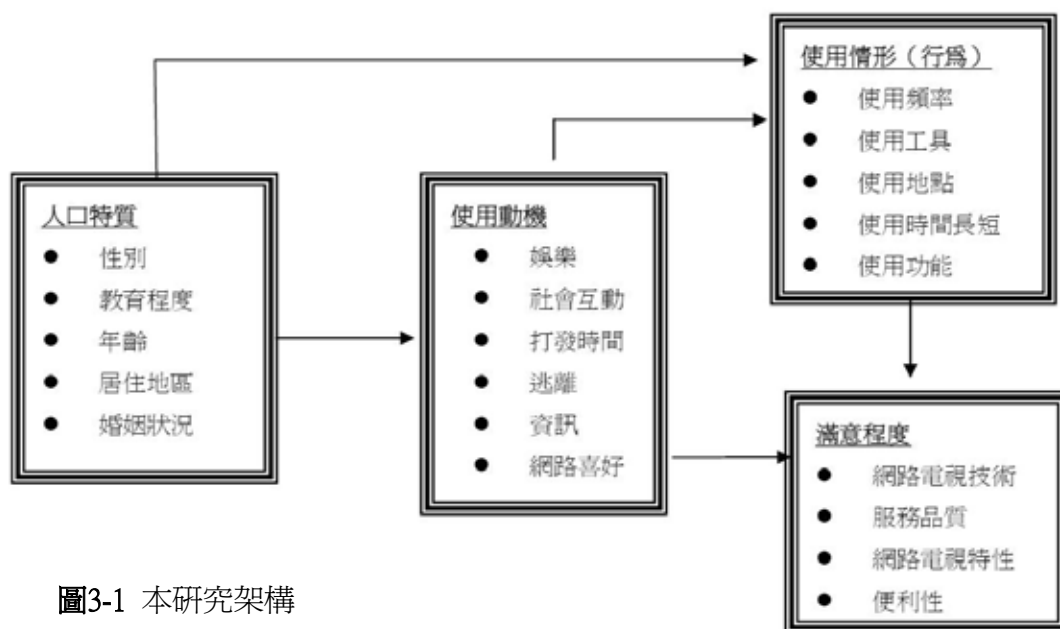 人口特質
● 性別
● 教育程度
● 年齡
● 居住地區
● 婚姻狀況
使用動機
● 娛樂
● 社會互動
● 打發時間
● 逃離
● 資訊
● 網路喜好
使用情形（行為）
● 使用頻率
● 使用工具
● 使用地點
● 使用時間長短
● 使用功能
滿意程度
● 網路電視技術
● 服務品質
● 網路電視特性
● 便利性
圖3-1 本研究架構